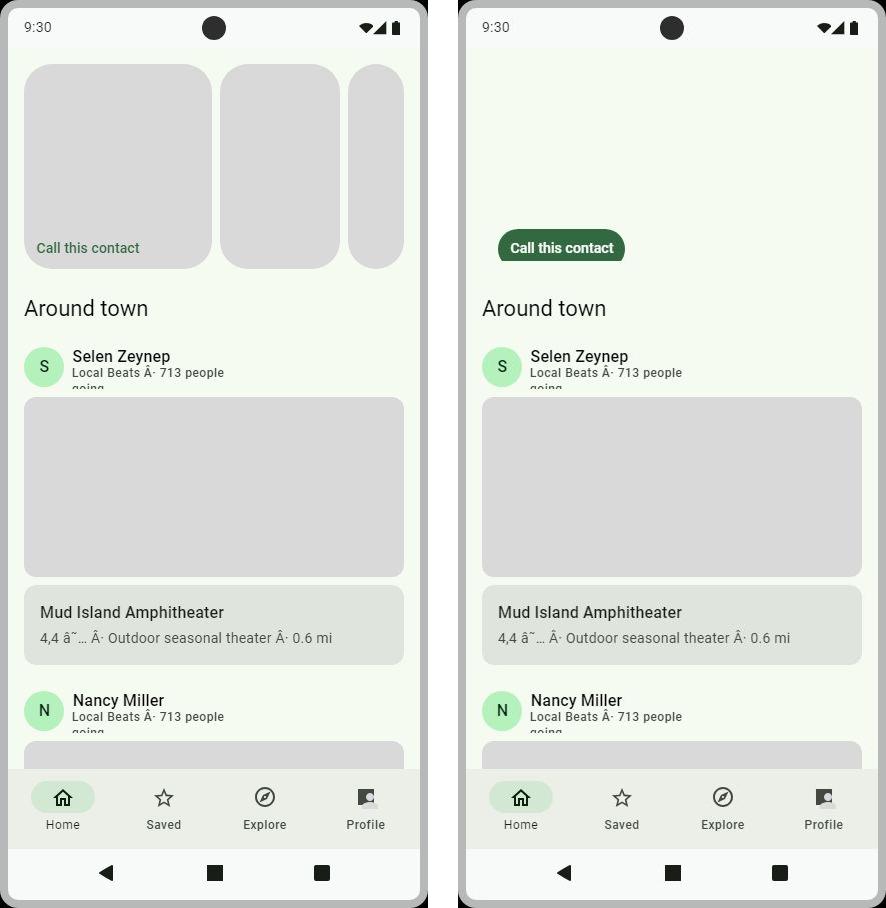 9:30
Call this contact
Around town
S
Selen Zeynep
Local Beats Â· 713 people
going
Mud Island Amphitheater
4,4 â˜… Â· Outdoor seasonal theater Â· 0.6 mi
N
Nancy Miller
Local Beats Â· 713 people
going
Home Saved Explore Profile
9:30
Call this contact
Around town
S
Selen Zeynep
Local Beats Â· 713 people
going
Mud Island Amphitheater
4,4 â˜… Â· Outdoor seasonal theater Â· 0.6 mi
N
Nancy Miller
Local Beats Â· 713 people
going
Home Saved Explore Profile